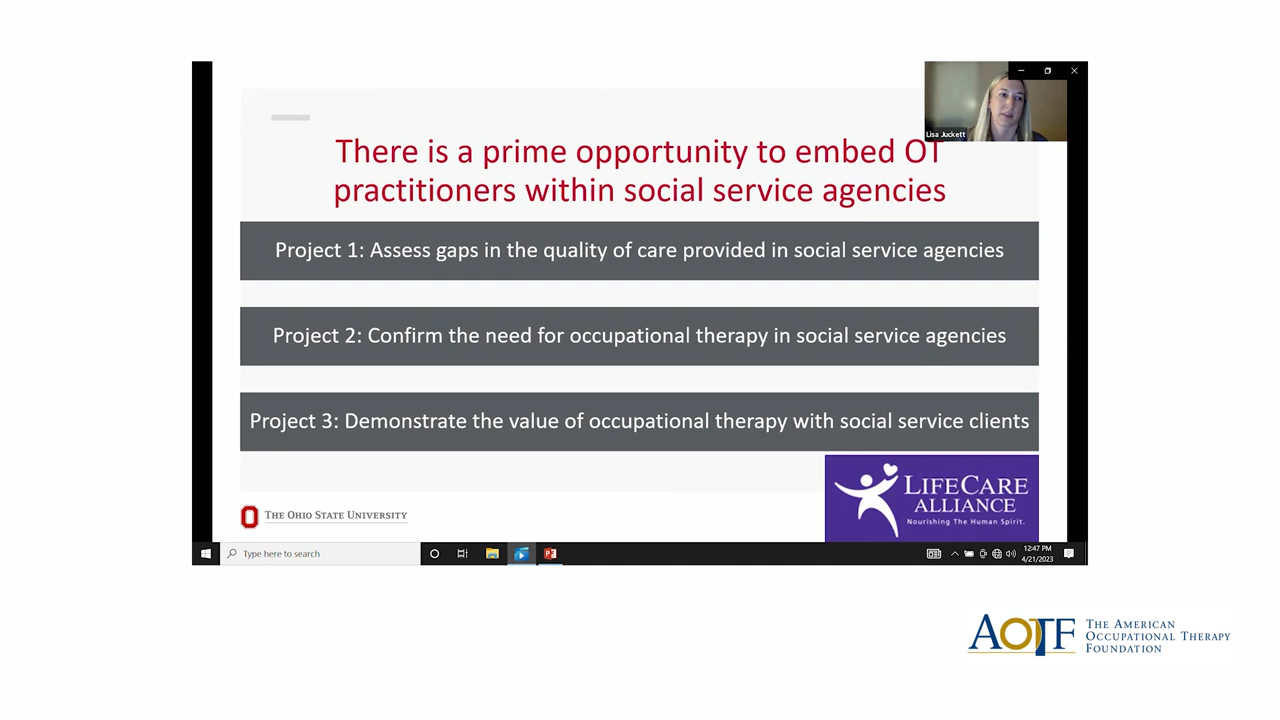 Lisa Juckett
There is a prime opportunity to embed OT
practitioners within social service agencies
Project 1: Assess gaps in the quality of care provided in social service agencies
Project 2: Confirm the need for occupational therapy in social service agencies
Project 3: Demonstrate the value of occupational therapy with social service clients
THE OHIO STATE UNIVERSITY
LIFECARE
ALLIANCE
Nourishing The Human Spirit.
Type here to search
12:47 PM
4/21/2023
AOTF
THE AMERICAN
OCCUPATIONAL THERAPY
FOUNDATION